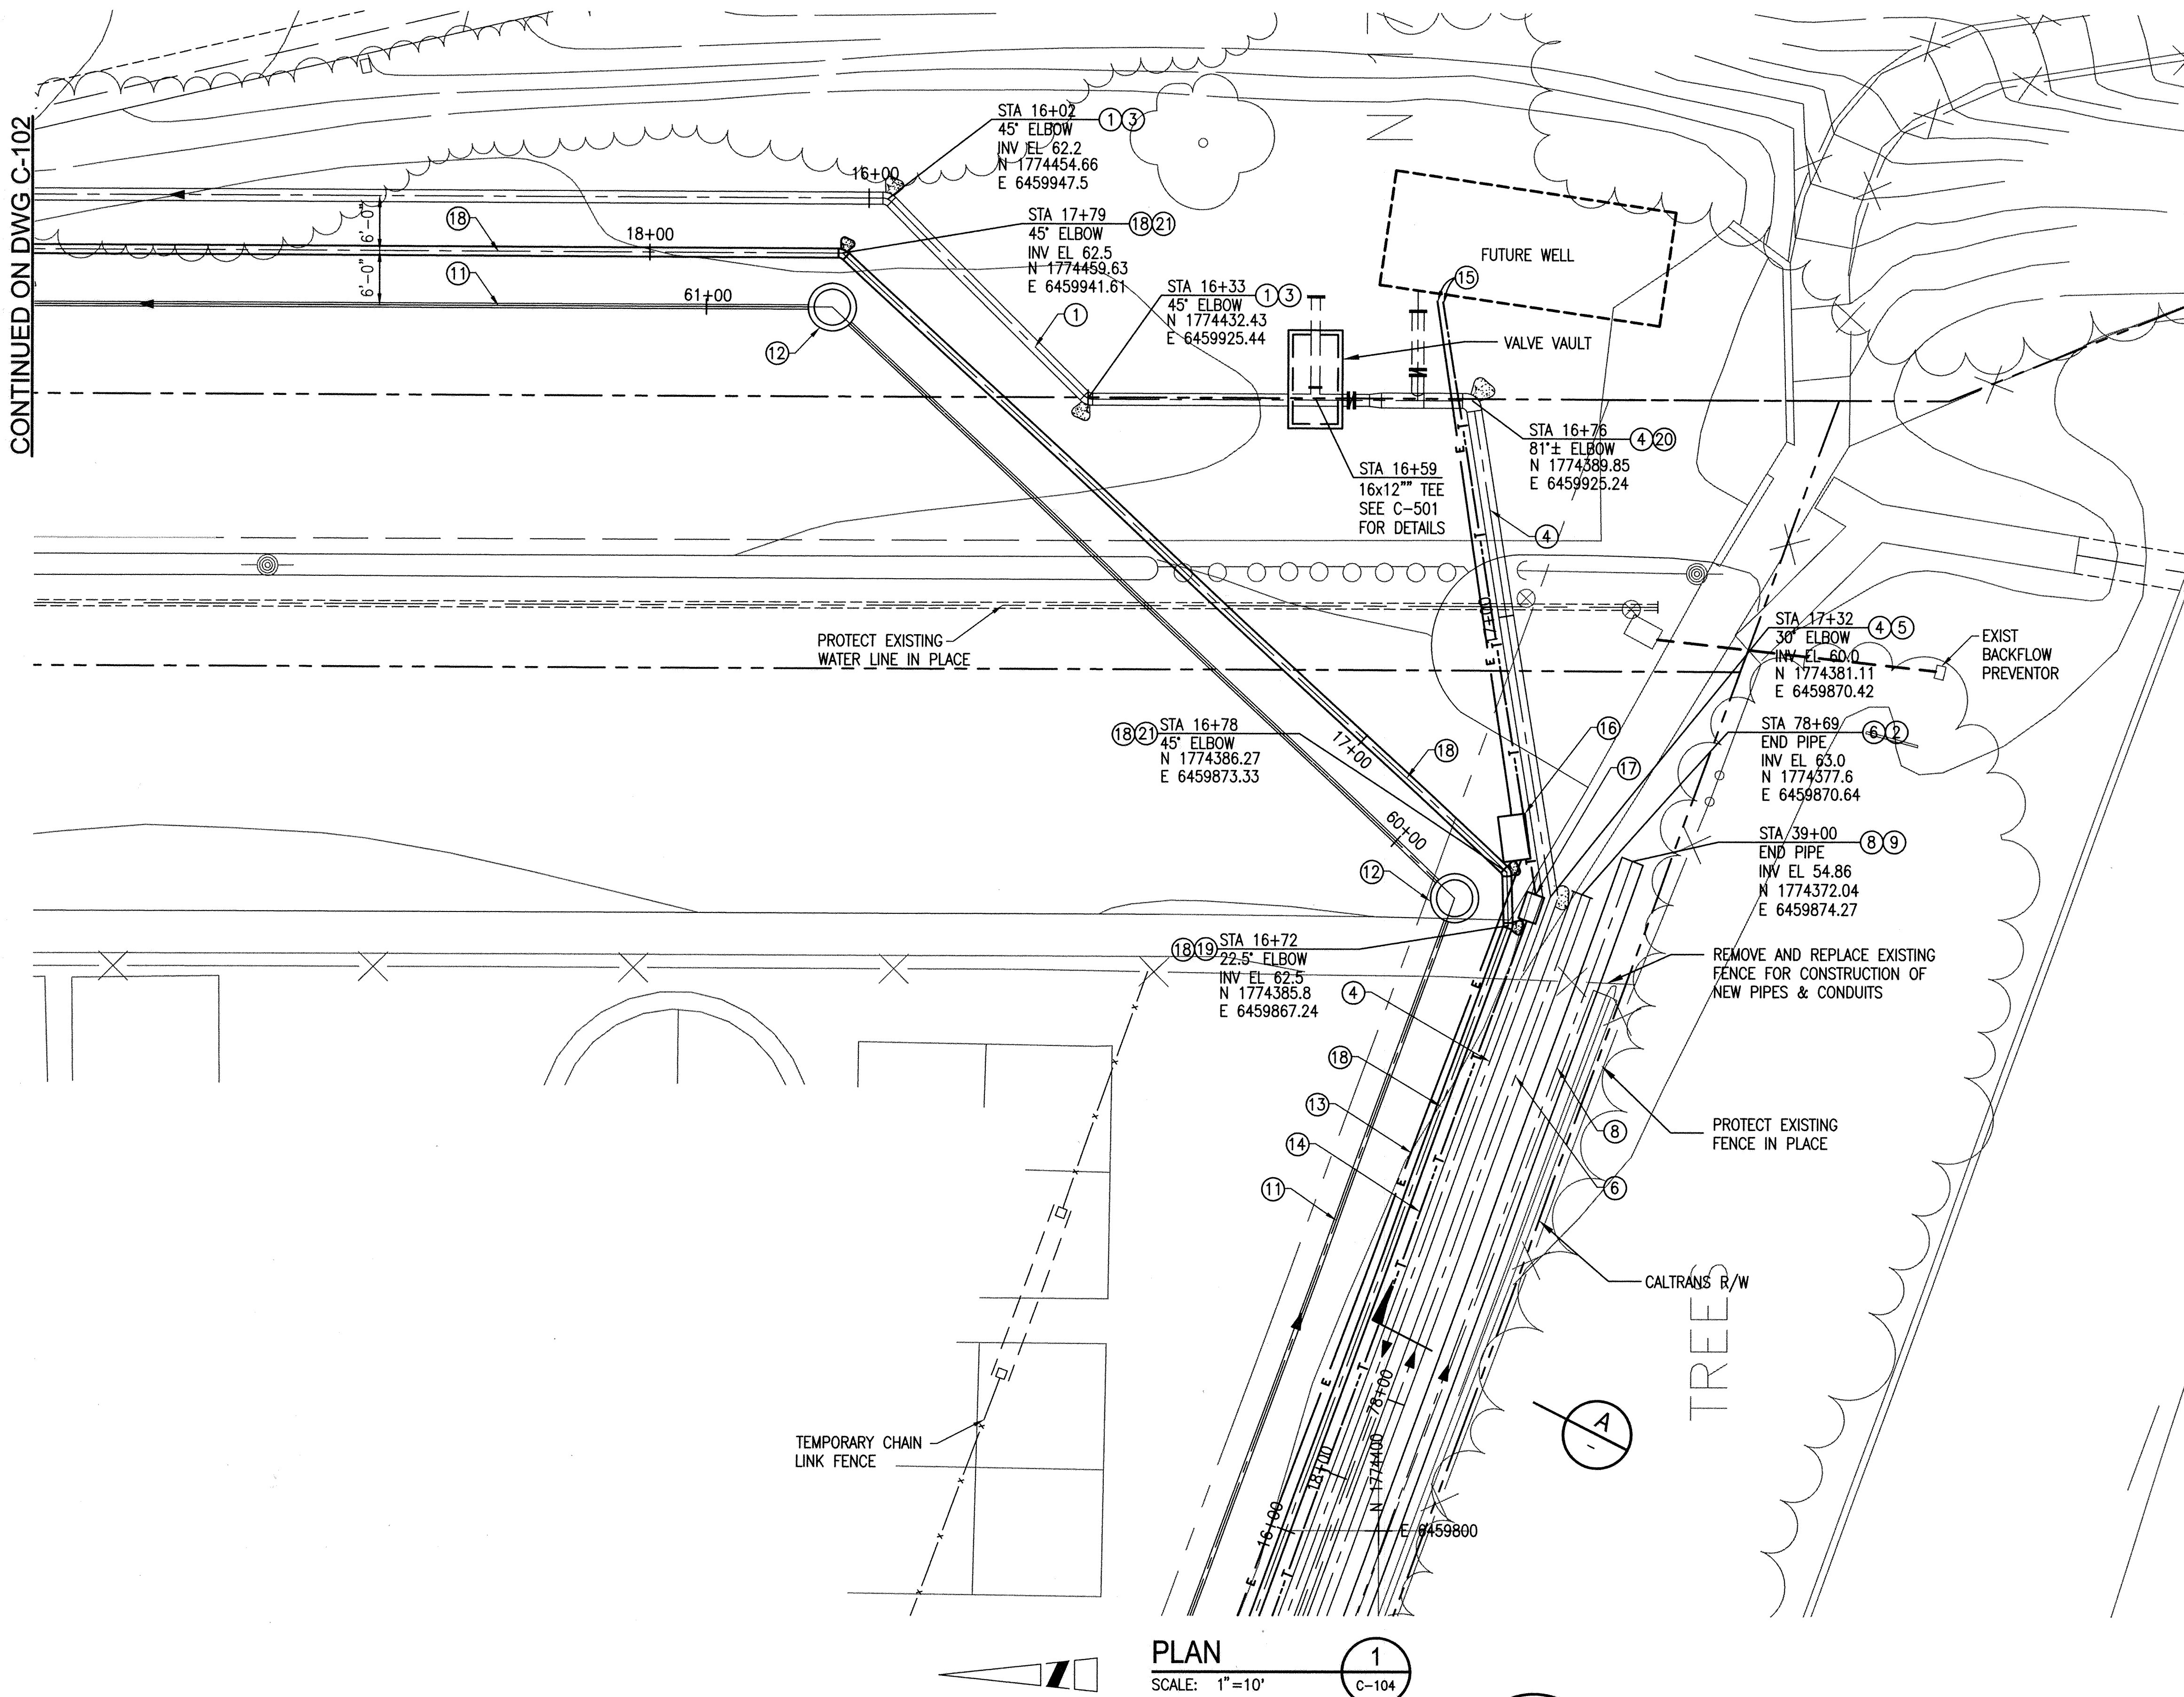 CONTINUED ON DWG C-102
STA 16+02
1 3
45° ELBOW
INV EL 62.2
N 1774454.66
E 6459947.5
N
16+00
6'-0"
18
18+00
STA 17+79
18 21
45° ELBOW
INV EL 62.5
N 1774459.63
E 6459941.61
FUTURE WELL
6'-0"
11
61+00
12
1
STA 16+33
1 3
45° ELBOW
N 1774432.43
E 6459925.44
15
VALVE VAULT
E T
STA 16+76
4 20
81°± ELBOW
N 1774389.85
E 6459925.24
STA 16+59
16x12"" TEE
SEE C-501
FOR DETAILS
4
T
17+00
E T
PROTECT EXISTING
WATER LINE IN PLACE
STA 17+32
4 5
30° ELBOW
INV EL 60.0
N 1774381.11
E 6459870.42
EXIST
BACKFLOW
PREVENTOR
18 21
STA 16+78
45° ELBOW
N 1774386.27
E 6459873.33
17+00
18
T
16
17
STA 78+69
6 2
END PIPE
INV EL 63.0
N 1774377.6
E 6459870.64
60+00
12
STA 39+00
8 9
END PIPE
INV EL 54.86
N 1774372.04
E 6459874.27
18 19
STA 16+72
22.5° ELBOW
INV EL 62.5
N 1774385.8
E 6459867.24
E
4
REMOVE AND REPLACE EXISTING
FENCE FOR CONSTRUCTION OF
NEW PIPES & CONDUITS
18
T
13
14
T
E
11
8
6
PROTECT EXISTING
FENCE IN PLACE
T
CALTRANS R/W
TREES
E
T
78+00
18+00
N 1774400
A
-
TEMPORARY CHAIN
LINK FENCE
16+00
E 6459800
E
T
PLAN
SCALE: 1"=10'
1
C-104